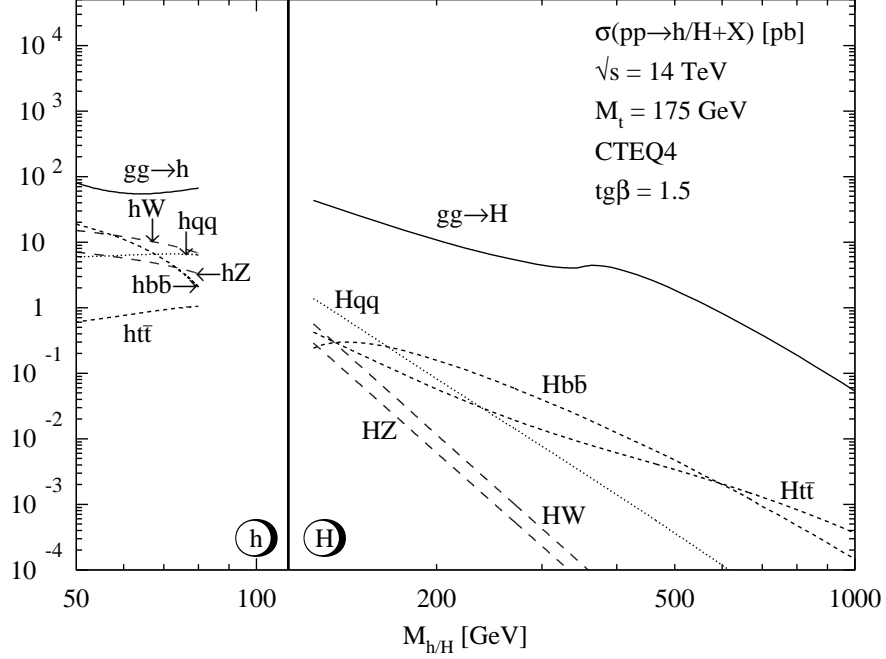 σ(pp→h/H+X) [pb]
√s = 14 TeV
M_t = 175 GeV
CTEQ4
tgβ = 1.5
gg→h
hW
hqq
hZ
hbb̄
htt̄
gg→H
Hqq
Hbb̄
HZ
HW
Htt̄
h
H
10^4
10^3
10^2
10
1
10^-1
10^-2
10^-3
10^-4
50 100 200 500 1000
M_h/H [GeV]